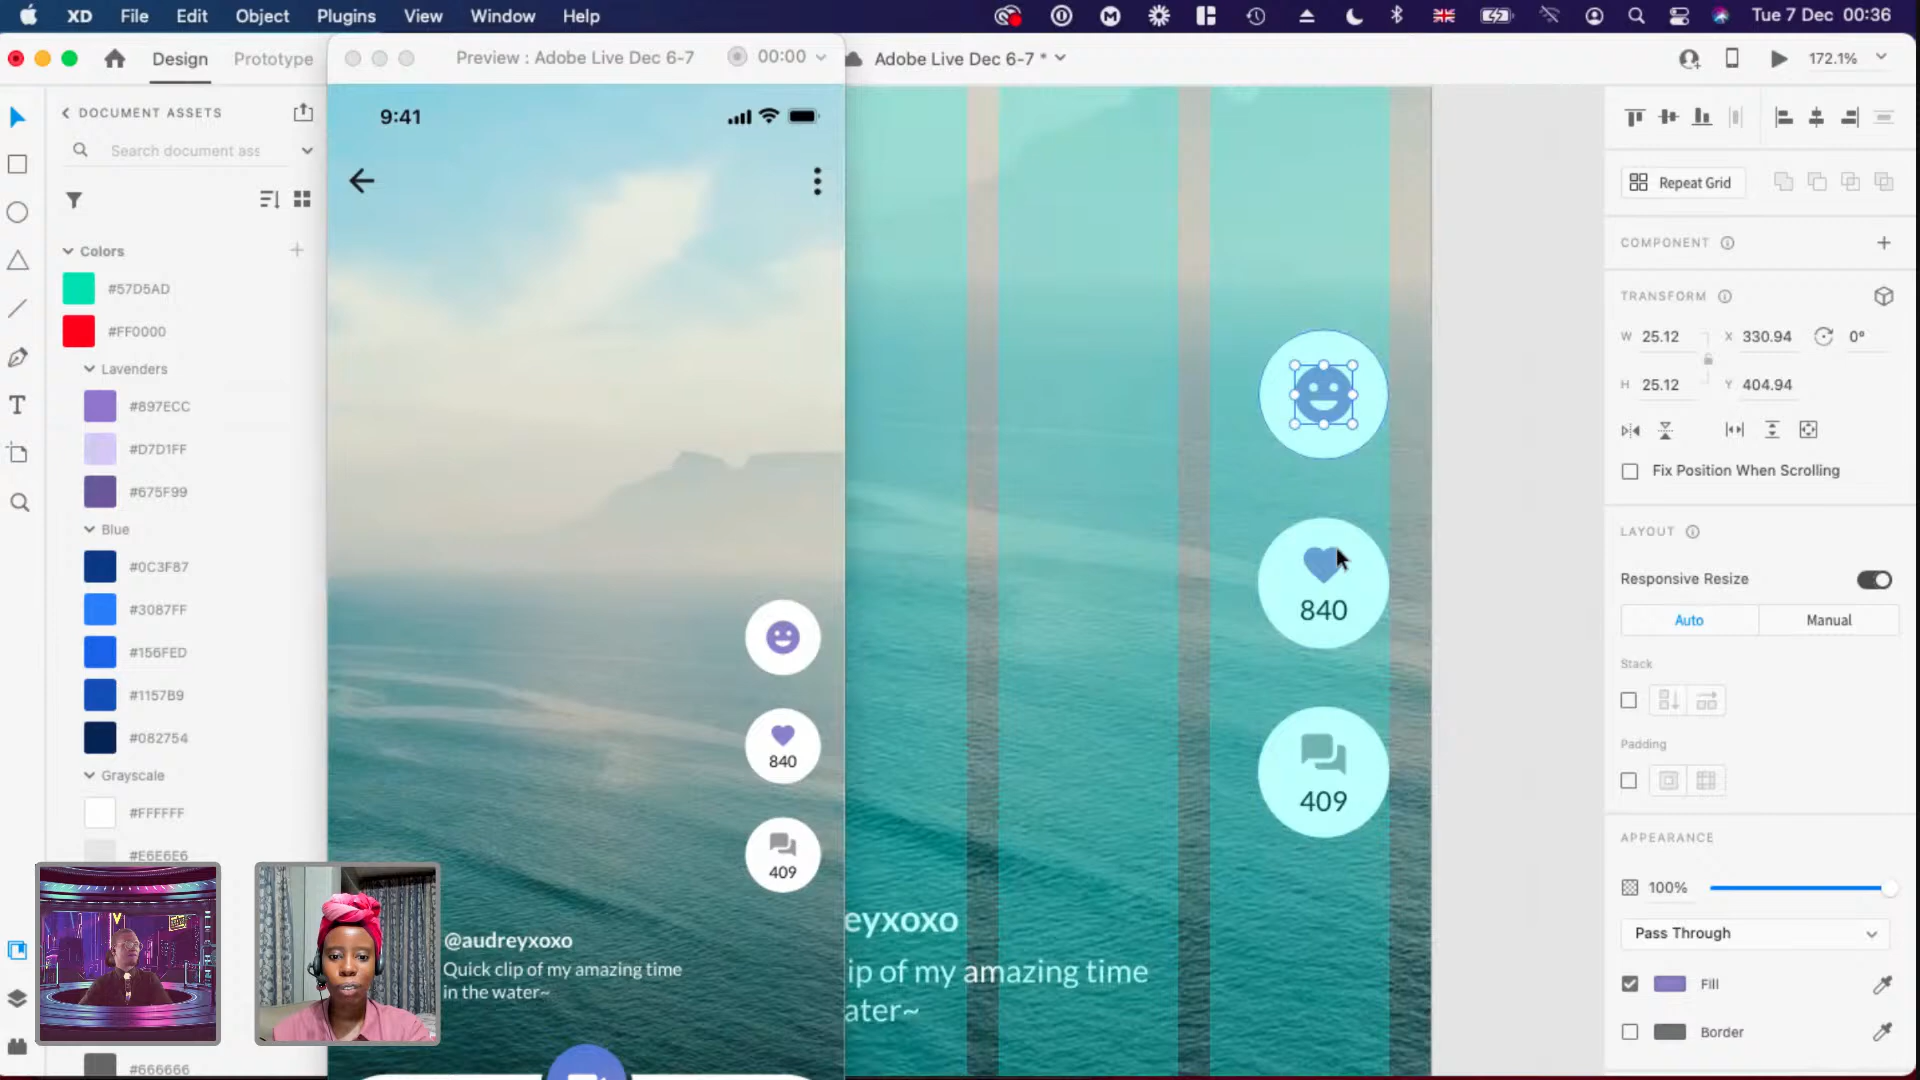 XD File Edit Object Plugins View Window Help
Tue 7 Dec 00:36
Design Prototype
Preview : Adobe Live Dec 6-7
00:00
Adobe Live Dec 6-7 *
172.1%
DOCUMENT ASSETS
Search document ass
Colors
#57D5AD
#FF0000
Lavenders
#897ECC
#D7D1FF
#675F99
Blue
#0C3F87
#3087FF
#156FED
#1157B9
#082754
Grayscale
#FFFFFF
#E6E6E6
#666666
9:41
840
409
@audreyxoxo
Quick clip of my amazing time
in the water~
840
409
eyxoxo
ip of my amazing time
ater~
Repeat Grid
COMPONENT
TRANSFORM
W 25.12 X 330.94 0°
H 25.12 Y 404.94
Fix Position When Scrolling
LAYOUT
Responsive Resize
Auto Manual
Stack
Padding
APPEARANCE
100%
Pass Through
Fill
Border